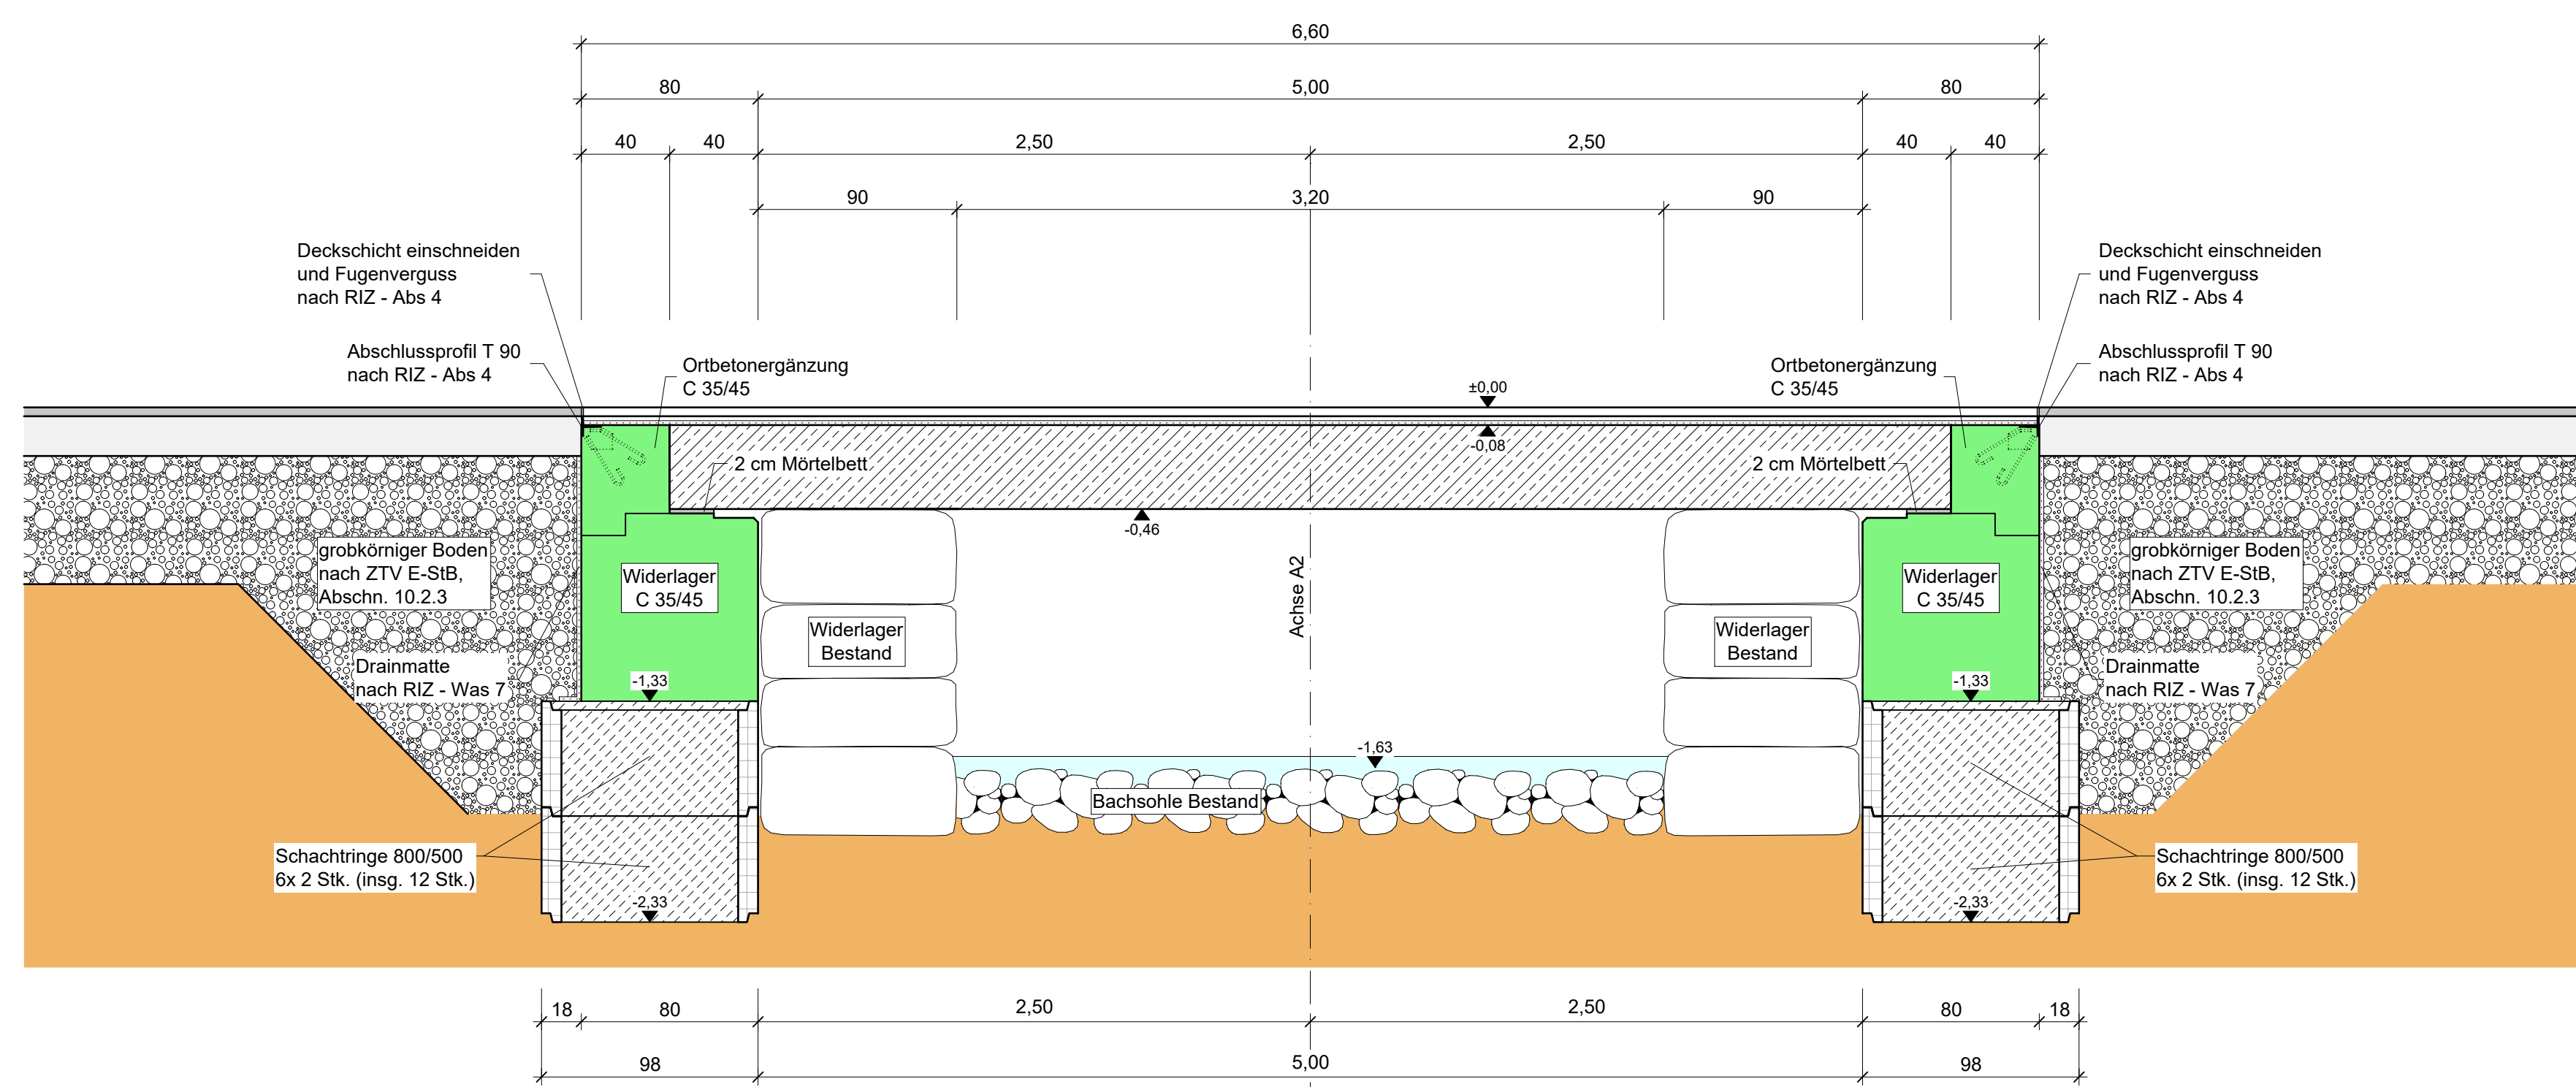 6,60
80
5,00
80
40
40
2,50
2,50
40
40
90
3,20
90
Deckschicht einschneiden
und Fugenverguss
nach RIZ - Abs 4
Deckschicht einschneiden
und Fugenverguss
nach RIZ - Abs 4
Abschlussprofil T 90
nach RIZ - Abs 4
Ortbetonergänzung
C 35/45
±0,00
Ortbetonergänzung
C 35/45
Abschlussprofil T 90
nach RIZ - Abs 4
-0,08
2 cm Mörtelbett
2 cm Mörtelbett
-0,46
grobkörniger Boden
nach ZTV E-StB,
Abschn. 10.2.3
Widerlager
C 35/45
Achse A2
Widerlager
C 35/45
grobkörniger Boden
nach ZTV E-StB,
Abschn. 10.2.3
Widerlager
Bestand
Widerlager
Bestand
Drainmatte
nach RIZ - Was 7
-1,33
-1,33
Drainmatte
nach RIZ - Was 7
-1,63
Bachsohle Bestand
Schachtringe 800/500
6x 2 Stk. (insg. 12 Stk.)
Schachtringe 800/500
6x 2 Stk. (insg. 12 Stk.)
-2,33
-2,33
18
80
2,50
2,50
80
18
98
5,00
98